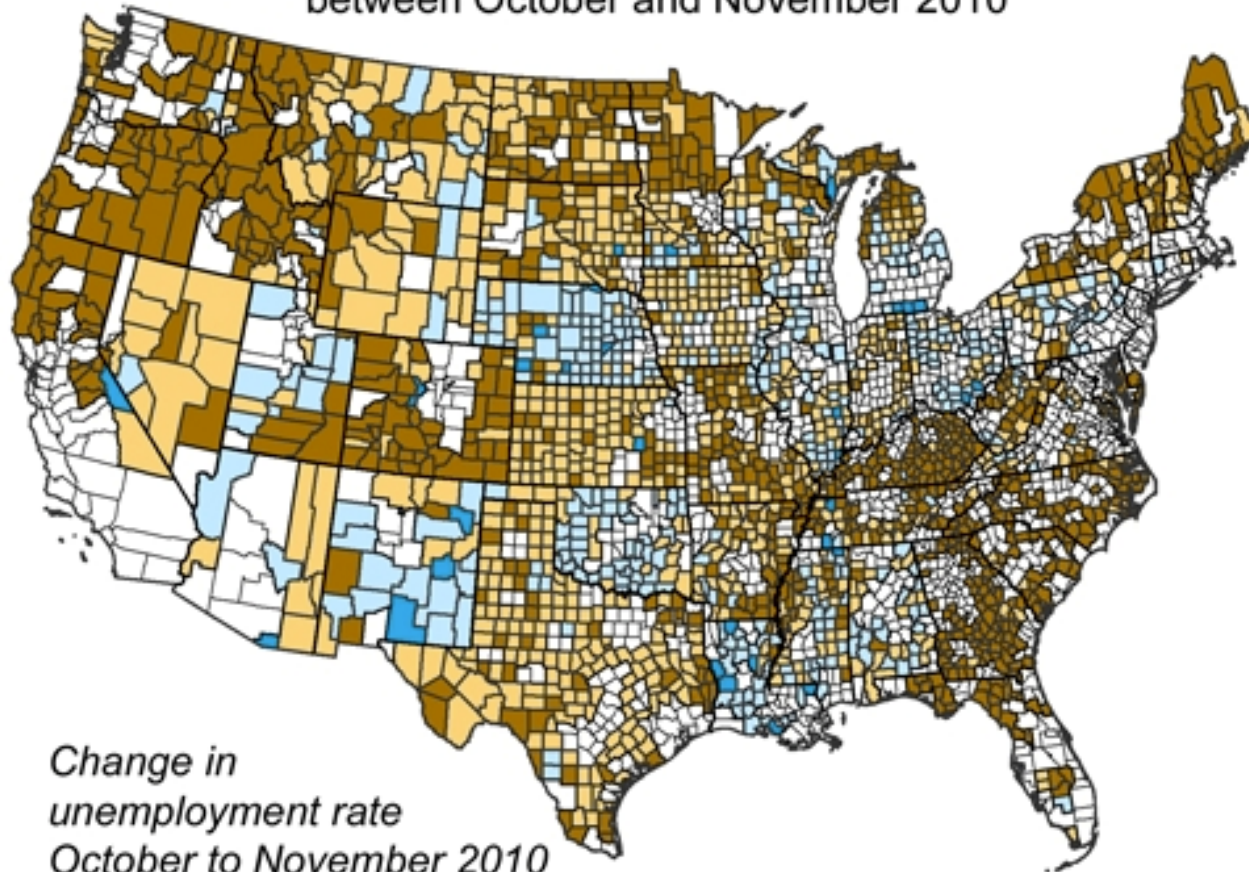 between October and November 2010
Change in
unemployment rate
October to November 2010